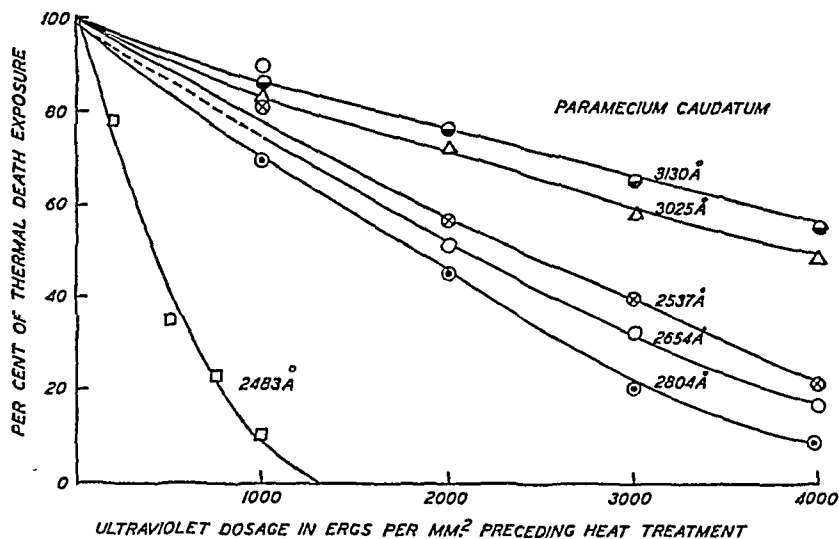 100
80
60
40
20
0
PER CENT OF THERMAL DEATH EXPOSURE
PARAMECIUM CAUDATUM
3130Å
3025Å
2537Å
2654Å
2804Å
2483Å
1000 2000 3000 4000
ULTRAVIOLET DOSAGE IN ERGS PER MM.² PRECEDING HEAT TREATMENT